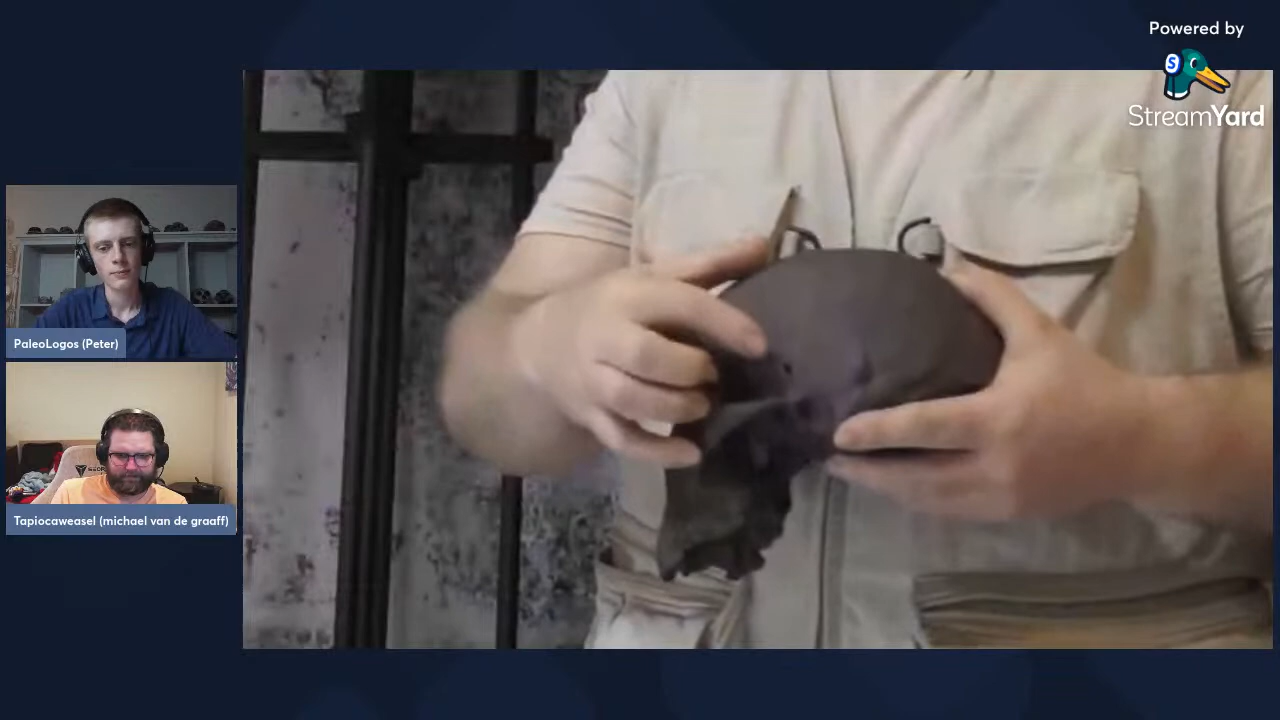 Powered by
S
StreamYard
PaleoLogos (Peter)
Tapiocaweasel (michael van de graaff)